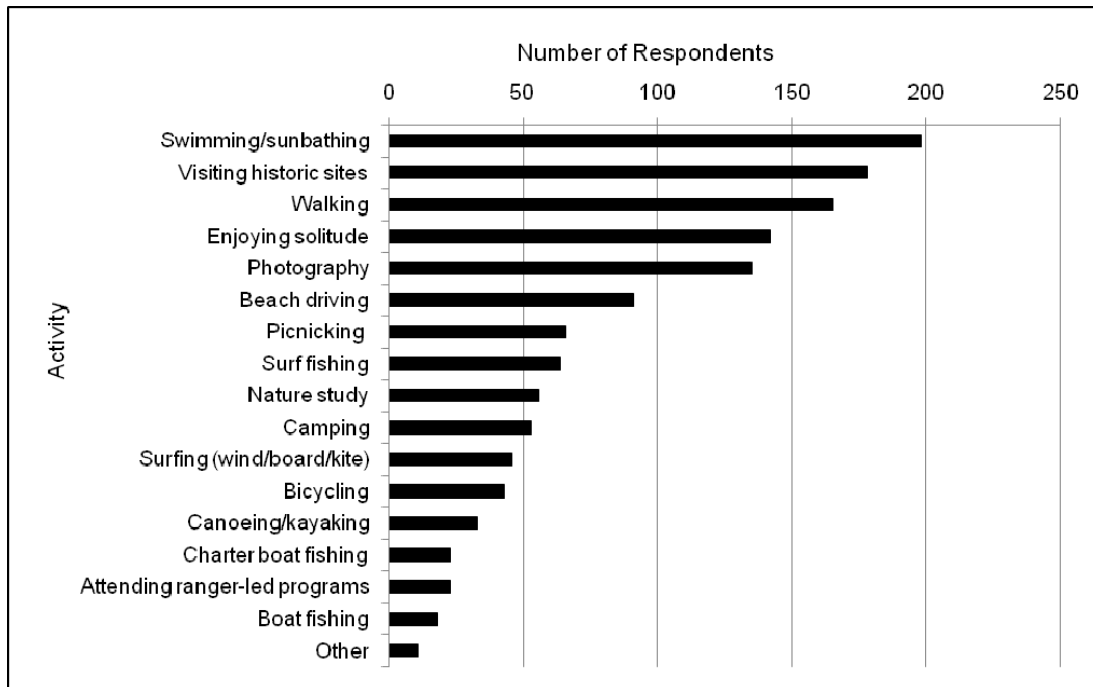 Number of Respondents
0 50 100 150 200 250
Swimming/sunbathing
Visiting historic sites
Walking
Enjoying solitude
Photography
Beach driving
Picnicking
Surf fishing
Nature study
Camping
Surfing (wind/board/kite)
Bicycling
Canoeing/kayaking
Charter boat fishing
Attending ranger-led programs
Boat fishing
Other
Activity